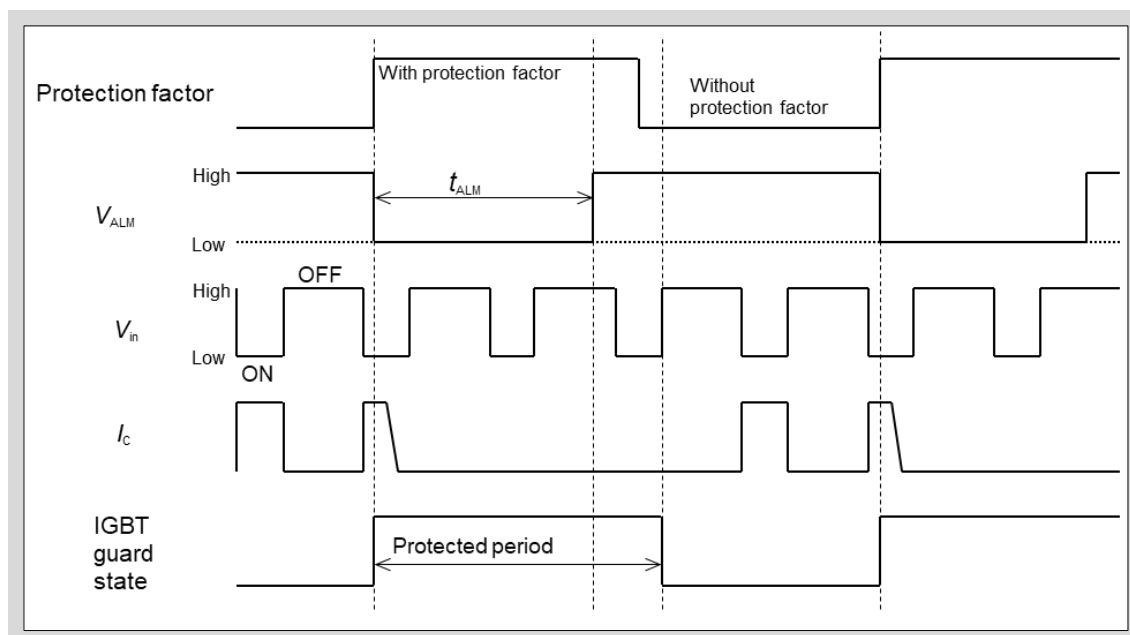 With protection factor
Protection factor
Without
protection factor
High
tALM
VALM
Low
OFF
High
Vin
Low
ON
IC
IGBT
guard
state
Protected period